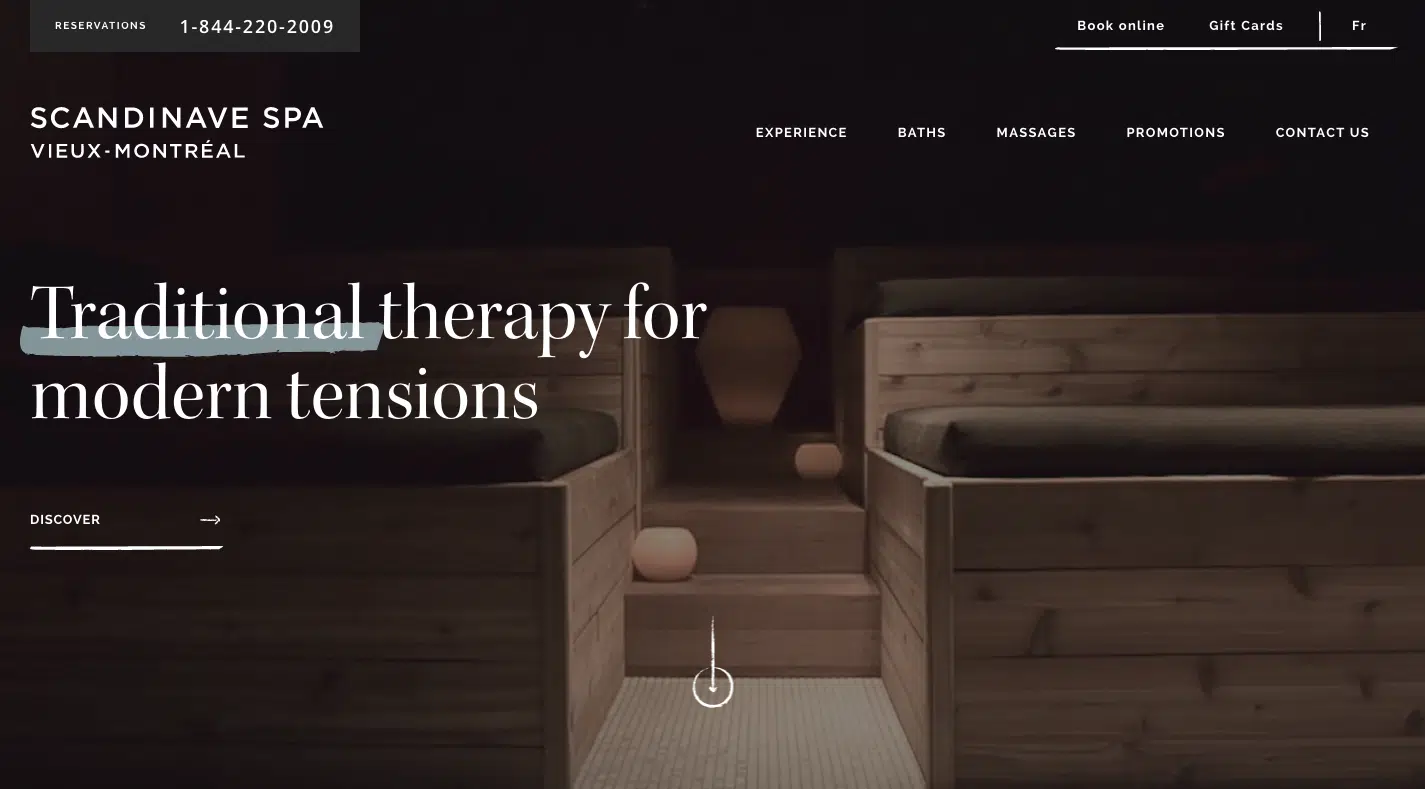 RESERVATIONS 1-844-220-2009
Book online Gift Cards Fr
SCANDINAVE SPA
VIEUX-MONTRÉAL
EXPERIENCE BATHS MASSAGES PROMOTIONS CONTACT US
Traditional therapy for
modern tensions
DISCOVER